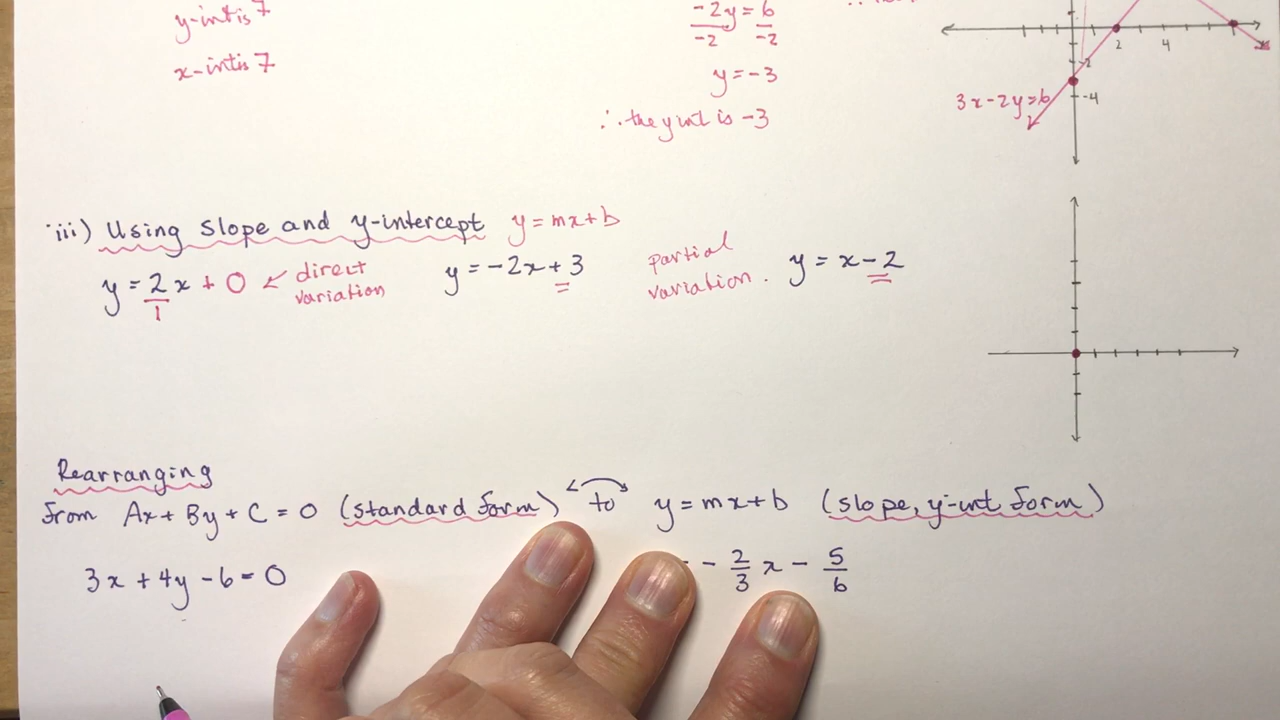 y-int is 7
x-int is 7
-2y = 6
-2 -2
y = -3
∴ the y int is -3
2 4
-2
-4
3x-2y=6
iii) Using Slope and y-intercept y = mx+b
y = 2x + 0 ← direct variation
1
y = -2x + 3
partial variation.
y = x - 2
Rearranging
From Ax + By + C = 0 (standard form) to y = mx+b (slope, y-int form)
3x + 4y - 6 = 0
- 2/3 x - 5/6